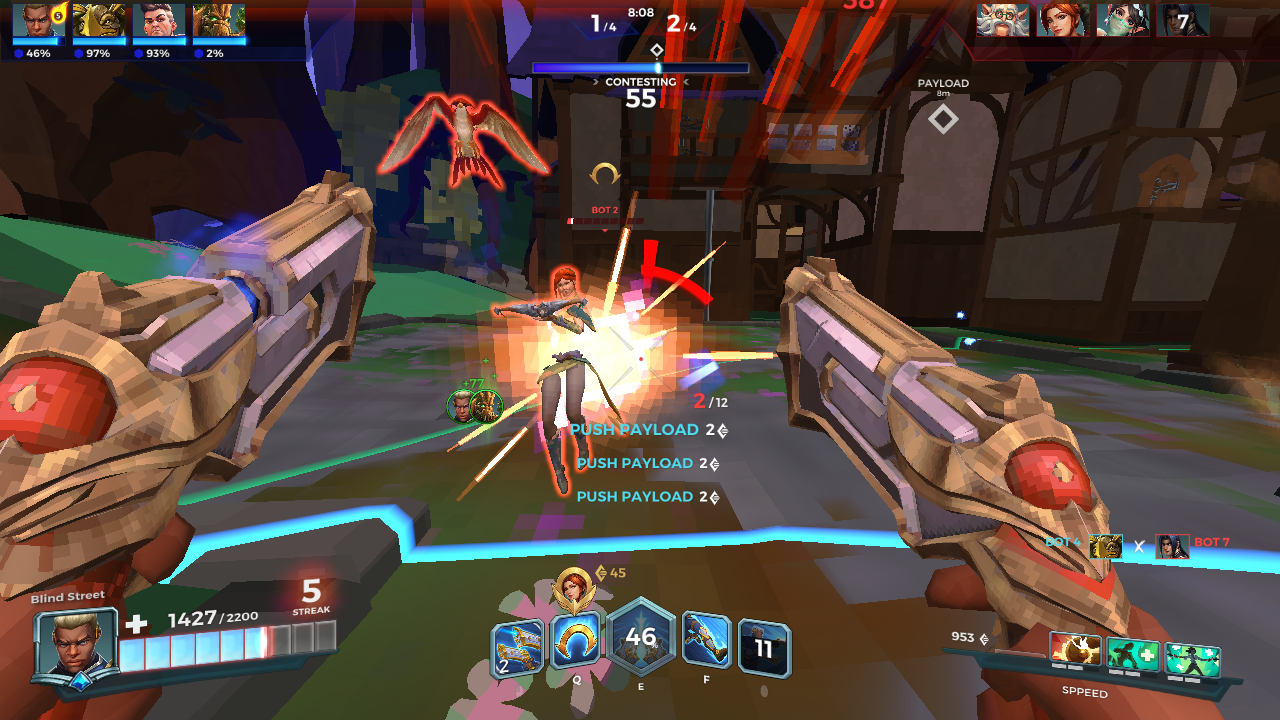 5
46%
97%
93%
2%
1/4
8:08
2/4
CONTESTING
55
387
7
PAYLOAD
8m
BOT 2
+77
2/12
PUSH PAYLOAD 2
PUSH PAYLOAD 2
PUSH PAYLOAD 2
BOT 4
BOT 7
45
Blind Street
1427/2200
5
STREAK
2
46
11
Q
E
F
953
SPPEED